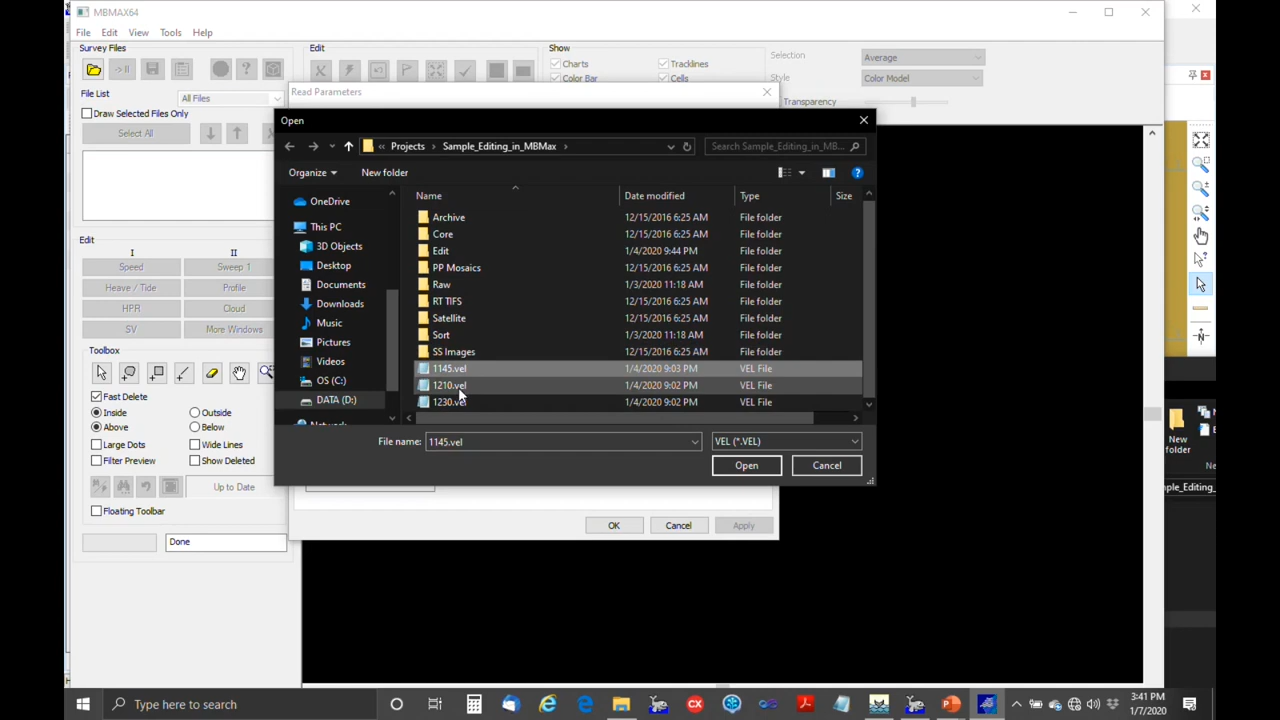 MBMAX64
File Edit View Tools Help
Survey Files
Edit
Show
Charts
Tracklines
Color Bar
Cells
Selection
Average
Style
Color Model
Transparency
File List
All Files
Draw Selected Files Only
Select All
Edit
I
II
Speed
Sweep 1
Heave / Tide
Profile
HPR
Cloud
SV
More Windows
Toolbox
Fast Delete
Inside
Outside
Above
Below
Large Dots
Wide Lines
Filter Preview
Show Deleted
Up to Date
Floating Toolbar
Done
Read Parameters
Open
« Projects › Sample_Editing_in_MBMax ›
Search Sample_Editing_in_MB...
Organize
New folder
OneDrive
This PC
3D Objects
Desktop
Documents
Downloads
Music
Pictures
Videos
OS (C:)
DATA (D:)
Name Date modified Type Size
Archive 12/15/2016 6:25 AM File folder
Core 12/15/2016 6:25 AM File folder
Edit 1/4/2020 9:44 PM File folder
PP Mosaics 12/15/2016 6:25 AM File folder
Raw 1/3/2020 11:18 AM File folder
RT TIFS 12/15/2016 6:25 AM File folder
Satellite 12/15/2016 6:25 AM File folder
Sort 1/3/2020 11:18 AM File folder
SS Images 12/15/2016 6:25 AM File folder
1145.vel 1/4/2020 9:03 PM VEL File
1210.vel 1/4/2020 9:02 PM VEL File
1230.vel 1/4/2020 9:02 PM VEL File
File name: 1145.vel
VEL (*.VEL)
Open
Cancel
OK
Cancel
Apply
New
folder
Type here to search
3:41 PM
1/7/2020